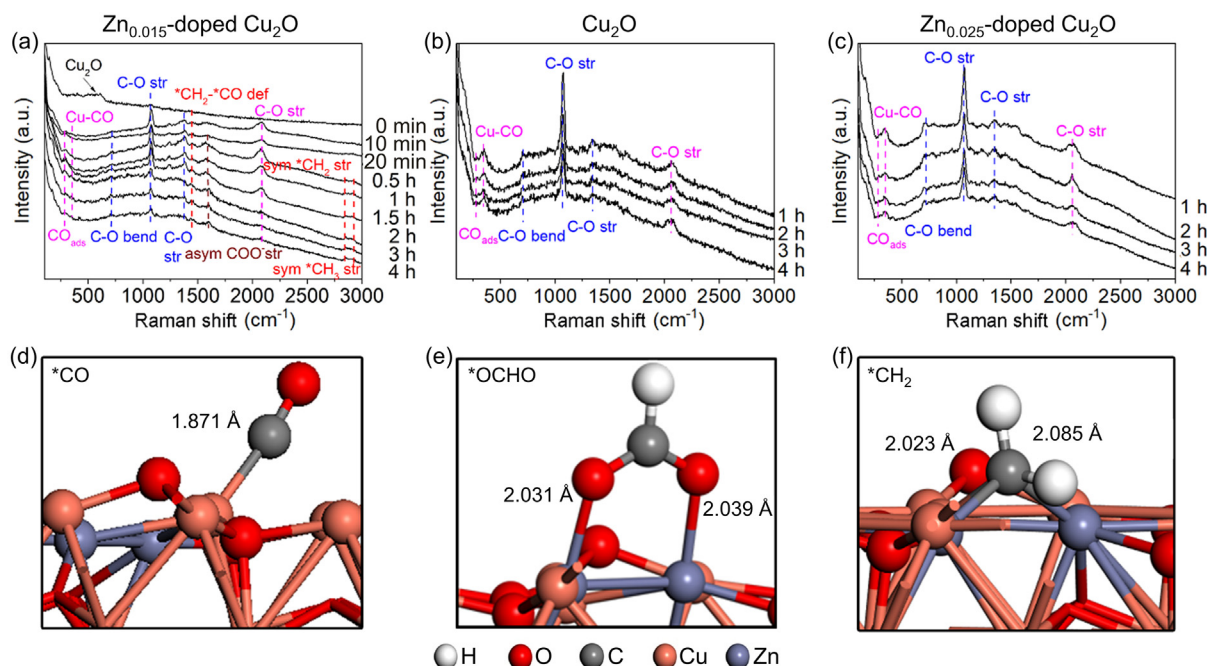 Zn0.015-doped Cu2O
Cu2O
Zn0.025-doped Cu2O
(a)
Intensity (a.u.)
Cu2O
C-O str
*CH2-*CO def
C-O str
Cu-CO
0 min
10 min
20 min
sym *CH2 str
0.5 h
1 h
1.5 h
2 h
3 h
4 h
COads
C-O bend
C-O
str
asym COO str
sym *CH3 str
500 1000 1500 2000 2500 3000
Raman shift (cm-1)
(b)
Intensity (a.u.)
C-O str
Cu-CO
C-O str
COads
C-O bend
C-O str
1 h
2 h
3 h
4 h
500 1000 1500 2000 2500 3000
Raman shift (cm-1)
(c)
Intensity (a.u.)
C-O str
Cu-CO
C-O str
C-O str
COads
C-O bend
1 h
2 h
3 h
4 h
500 1000 1500 2000 2500 3000
Raman shift (cm-1)
(d)
*CO
1.871 Å
(e)
*OCHO
2.031 Å
2.039 Å
(f)
*CH2
2.023 Å
2.085 Å
H O C Cu Zn